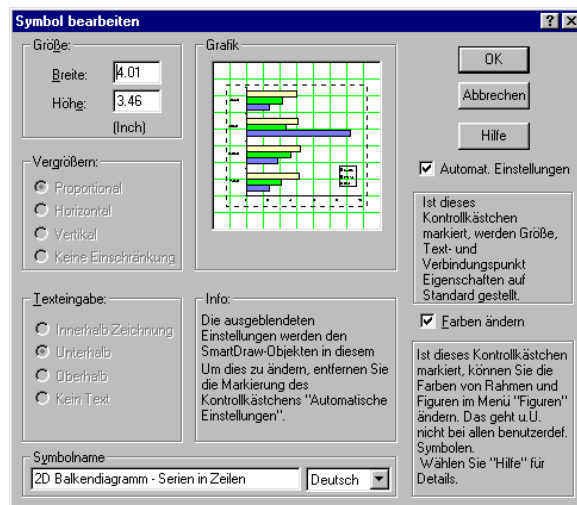 Symbol bearbeiten
Größe:
Breite: 4.01
Höhe: 3.46
(Inch)
Grafik
OK
Abbrechen
Hilfe
Automat. Einstellungen
Ist dieses
Kontrollkästchen
markiert, werden Größe,
Text- und
Verbindungspunkt
Eigenschaften auf
Standard gestellt.
Vergrößern:
Proportional
Horizontal
Vertikal
Keine Einschränkung
Texteingabe:
Innerhalb Zeichnung
Unterhalb
Oberhalb
Kein Text
Info:
Die ausgeblendeten
Einstellungen werden den
SmartDraw-Objekten in diesem
Um dies zu ändern, entfernen Sie
die Markierung des
Kontrollkästchens "Automatische
Einstellungen".
Farben ändern
Ist dieses Kontrollkästchen
markiert, können Sie die
Farben von Rahmen und
Figuren im Menü "Figuren"
ändern. Das geht u.U.
nicht bei allen benutzerdef.
Symbolen.
Wählen Sie "Hilfe" für
Details.
Symbolname
2D Balkendiagramm - Serien in Zeilen
Deutsch